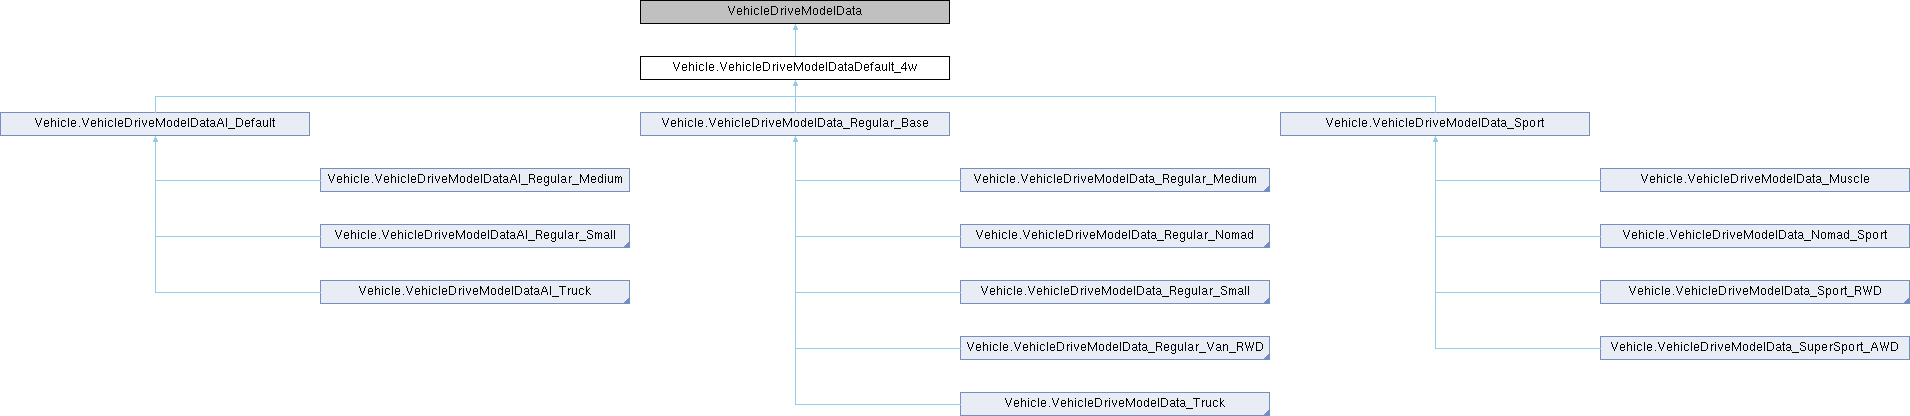 VehicleDriveModelData
Vehicle.VehicleDriveModelDataDefault_4w
Vehicle.VehicleDriveModelDataAI_Default
Vehicle.VehicleDriveModelData_Regular_Base
Vehicle.VehicleDriveModelData_Sport
Vehicle.VehicleDriveModelDataAI_Regular_Medium
Vehicle.VehicleDriveModelData_Regular_Medium
Vehicle.VehicleDriveModelData_Muscle
Vehicle.VehicleDriveModelDataAI_Regular_Small
Vehicle.VehicleDriveModelData_Regular_Nomad
Vehicle.VehicleDriveModelData_Nomad_Sport
Vehicle.VehicleDriveModelDataAI_Truck
Vehicle.VehicleDriveModelData_Regular_Small
Vehicle.VehicleDriveModelData_Sport_RWD
Vehicle.VehicleDriveModelData_Regular_Van_RWD
Vehicle.VehicleDriveModelData_SuperSport_AWD
Vehicle.VehicleDriveModelData_Truck